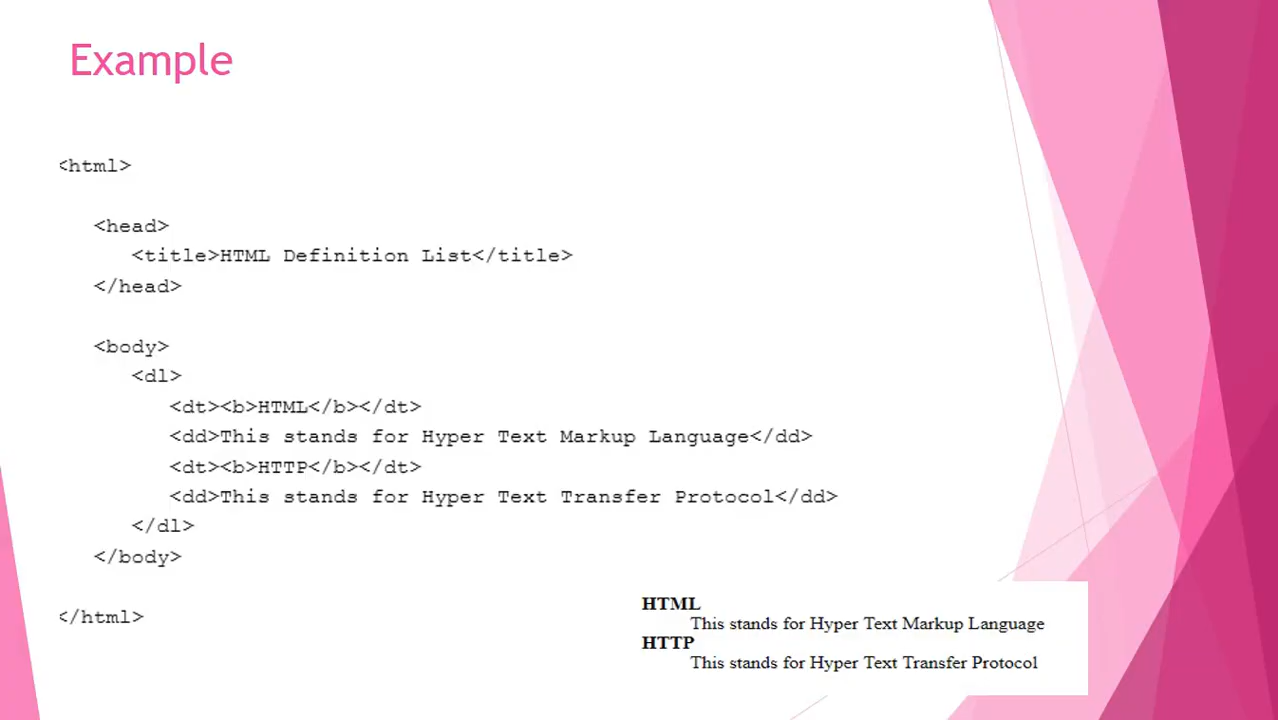 Example
<html>
<head>
<title>HTML Definition List</title>
</head>
<body>
<dl>
<dt><b>HTML</b></dt>
<dd>This stands for Hyper Text Markup Language</dd>
<dt><b>HTTP</b></dt>
<dd>This stands for Hyper Text Transfer Protocol</dd>
</dl>
</body>
</html>
HTML
This stands for Hyper Text Markup Language
HTTP
This stands for Hyper Text Transfer Protocol